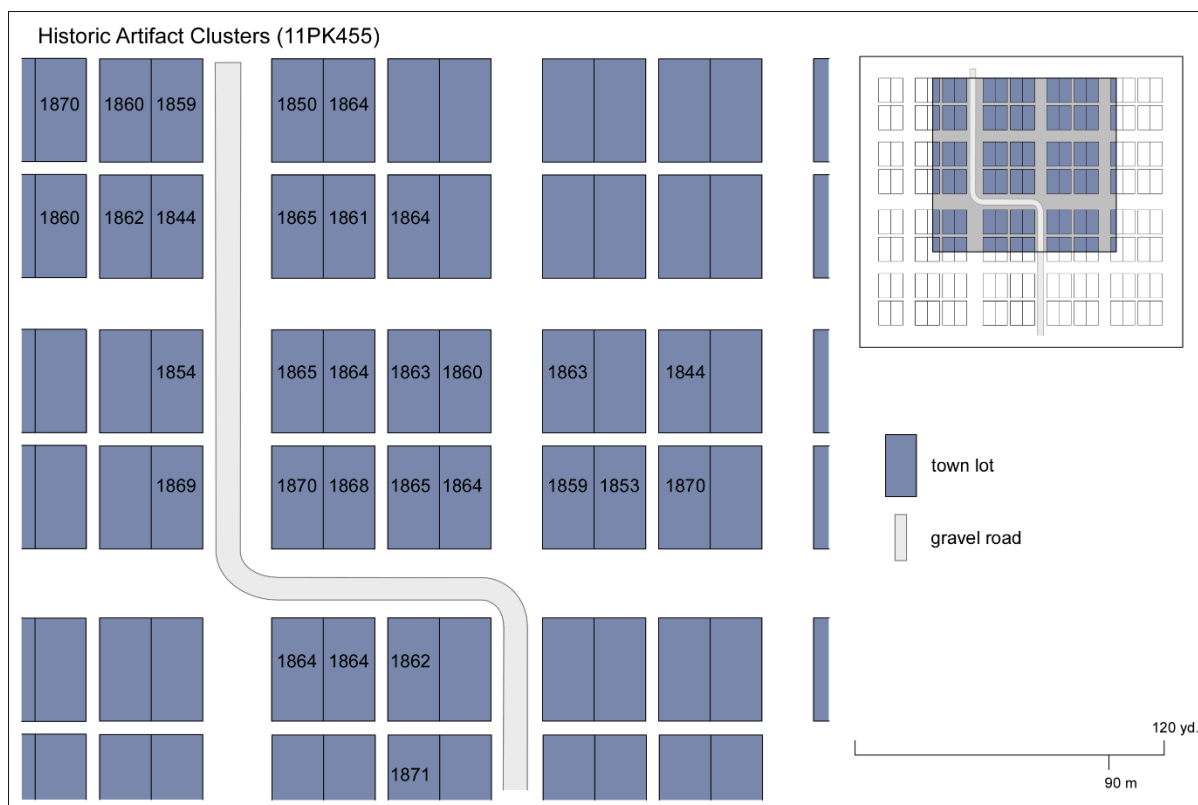 Historic Artifact Clusters (11PK455)
1870 1860 1859 1850 1864
1860 1862 1844 1865 1861 1864
1854 1865 1864 1863 1860 1863 1844
1869 1870 1868 1865 1864 1859 1853 1870
1864 1864 1862
1871
town lot
gravel road
120 yd.
90 m